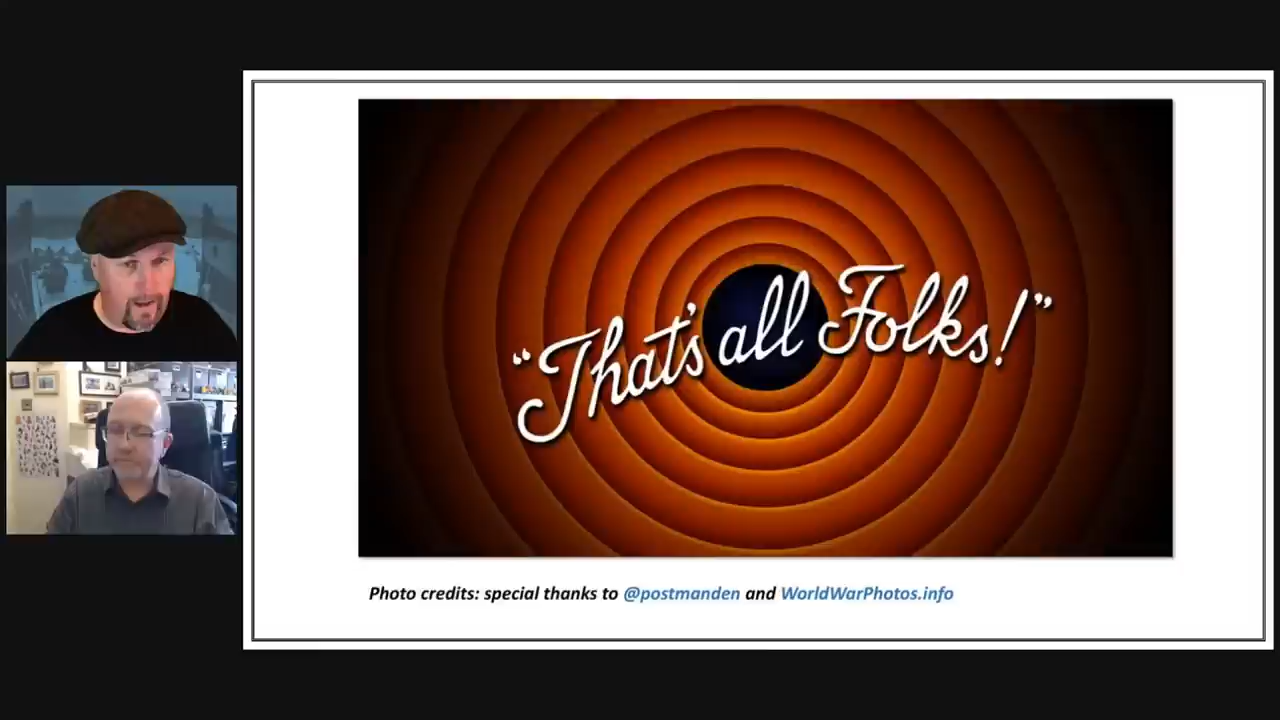 “That's all Folks!”
Photo credits: special thanks to @postmanden and WorldWarPhotos.info